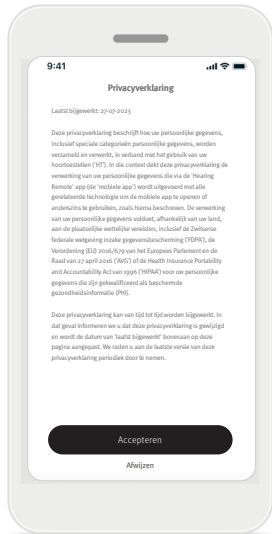 9:41
Privacyverklaring
Laatst bijgewerkt: 27-07-2023
Deze privacyverklaring beschrijft hoe uw persoonlijke gegevens,
inclusief speciale categorieën persoonlijke gegevens, worden
verzameld en verwerkt, in verband met het gebruik van uw
hoortoestellen ('HT'). In die context dekt deze privacyverklaring de
verwerking van uw persoonlijke gegevens die via de 'Hearing
Remote' app (de 'mobiele app') wordt uitgevoerd met alle
gerelateerde technologie om de mobiele app te openen of
anderszins te gebruiken, zoals hierna beschreven. De verwerking
van uw persoonlijke gegevens voldoet, afhankelijk van uw land,
aan de plaatselijke wettelijke vereisten, inclusief de Zwitserse
federale wetgeving inzake gegevensbescherming ('FDPA'), de
Verordening (EU) 2016/679 van het Europees Parlement en de
Raad van 27 april 2016 ('AVG') of de Health Insurance Portability
and Accountability Act van 1996 ('HIPAA') voor uw persoonlijke
gegevens die zijn gekwalificeerd als beschermde
gezondheidsinformatie (PHI).
Deze privacyverklaring kan van tijd tot tijd worden bijgewerkt. In
dat geval informeren we u dat deze privacyverklaring is gewijzigd
en wordt de datum van 'laatst bijgewerkt' bovenaan op deze
pagina aangepast. We raden u aan de laatste versie van deze
privacyverklaring periodiek door te nemen.
Accepteren
Afwijzen